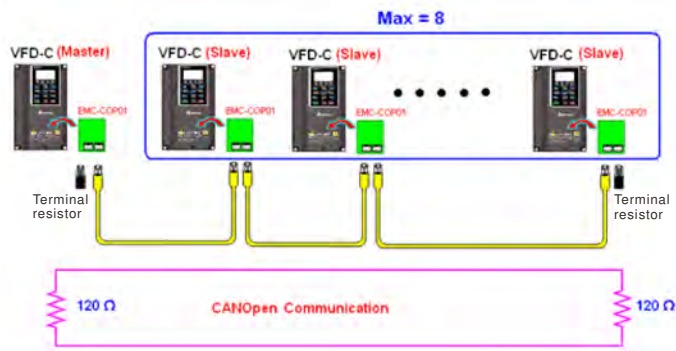 Max = 8
VFD-C (Master)
VFD-C (Slave)
VFD-C (Slave)
VFD-C (Slave)
EMC-COP01
EMC-COP01
EMC-COP01
EMC-COP01
Terminal
resistor
Terminal
resistor
120 Ω
CANOpen Communication
120 Ω